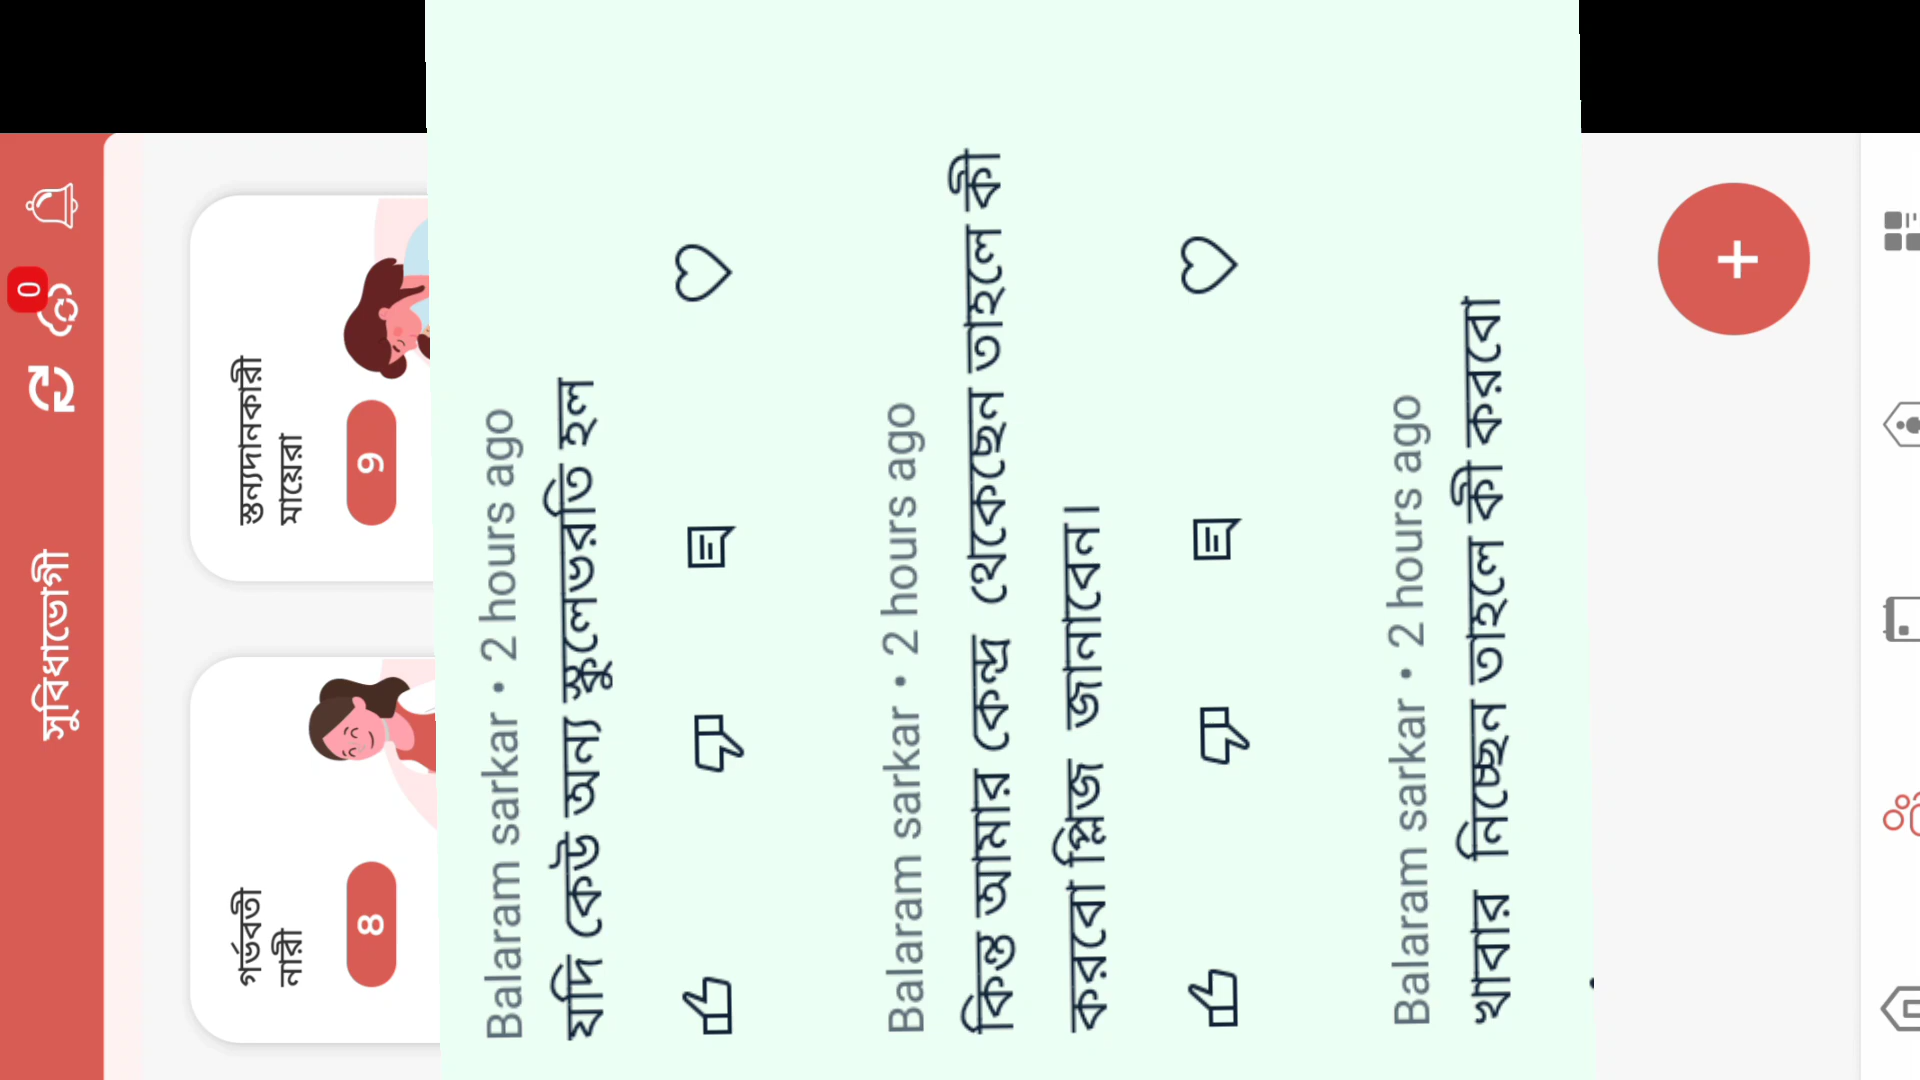 সুবিধাভোগী
0
গর্ভবতী
নারী
8
স্তন্যদানকারী
মায়েরা
9
Balaram sarkar • 2 hours ago
যদি কেউ অন্য স্কুলেভরতি হল
Balaram sarkar • 2 hours ago
কিন্তু আমার কেন্দ্র থেকেছেন তাহলে কী
করবো প্লিজ জানাবেন।
Balaram sarkar • 2 hours ago
খাবার নিচ্ছেন তাহলে কী করবো